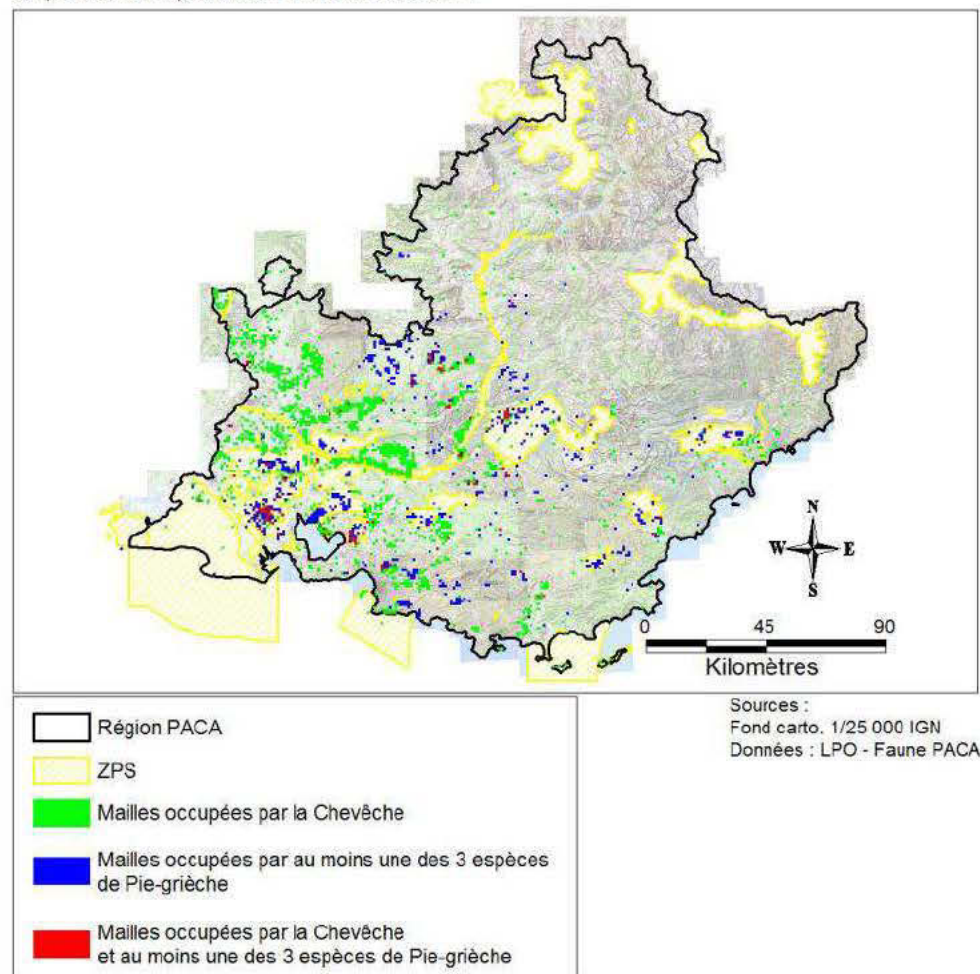 N
W E
S
0 45 90
Kilomètres
Sources :
Fond carto. 1/25 000 IGN
Données : LPO - Faune PACA
Région PACA
ZPS
Mailles occupées par la Chevêche
Mailles occupées par au moins une des 3 espèces
de Pie-grièche
Mailles occupées par la Chevêche
et au moins une des 3 espèces de Pie-grièche